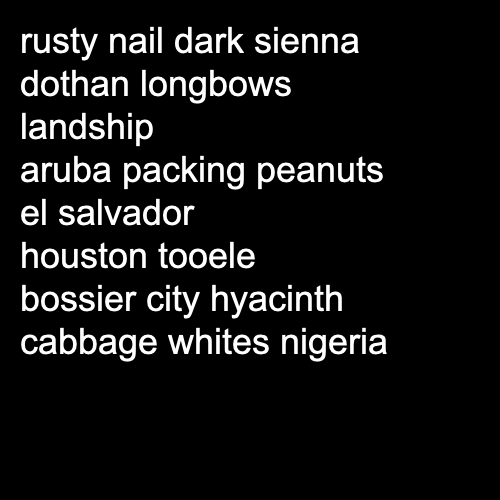 rusty nail dark sienna
dothan longbows
landship
aruba packing peanuts
el salvador
houston tooele
bossier city hyacinth
cabbage whites nigeria